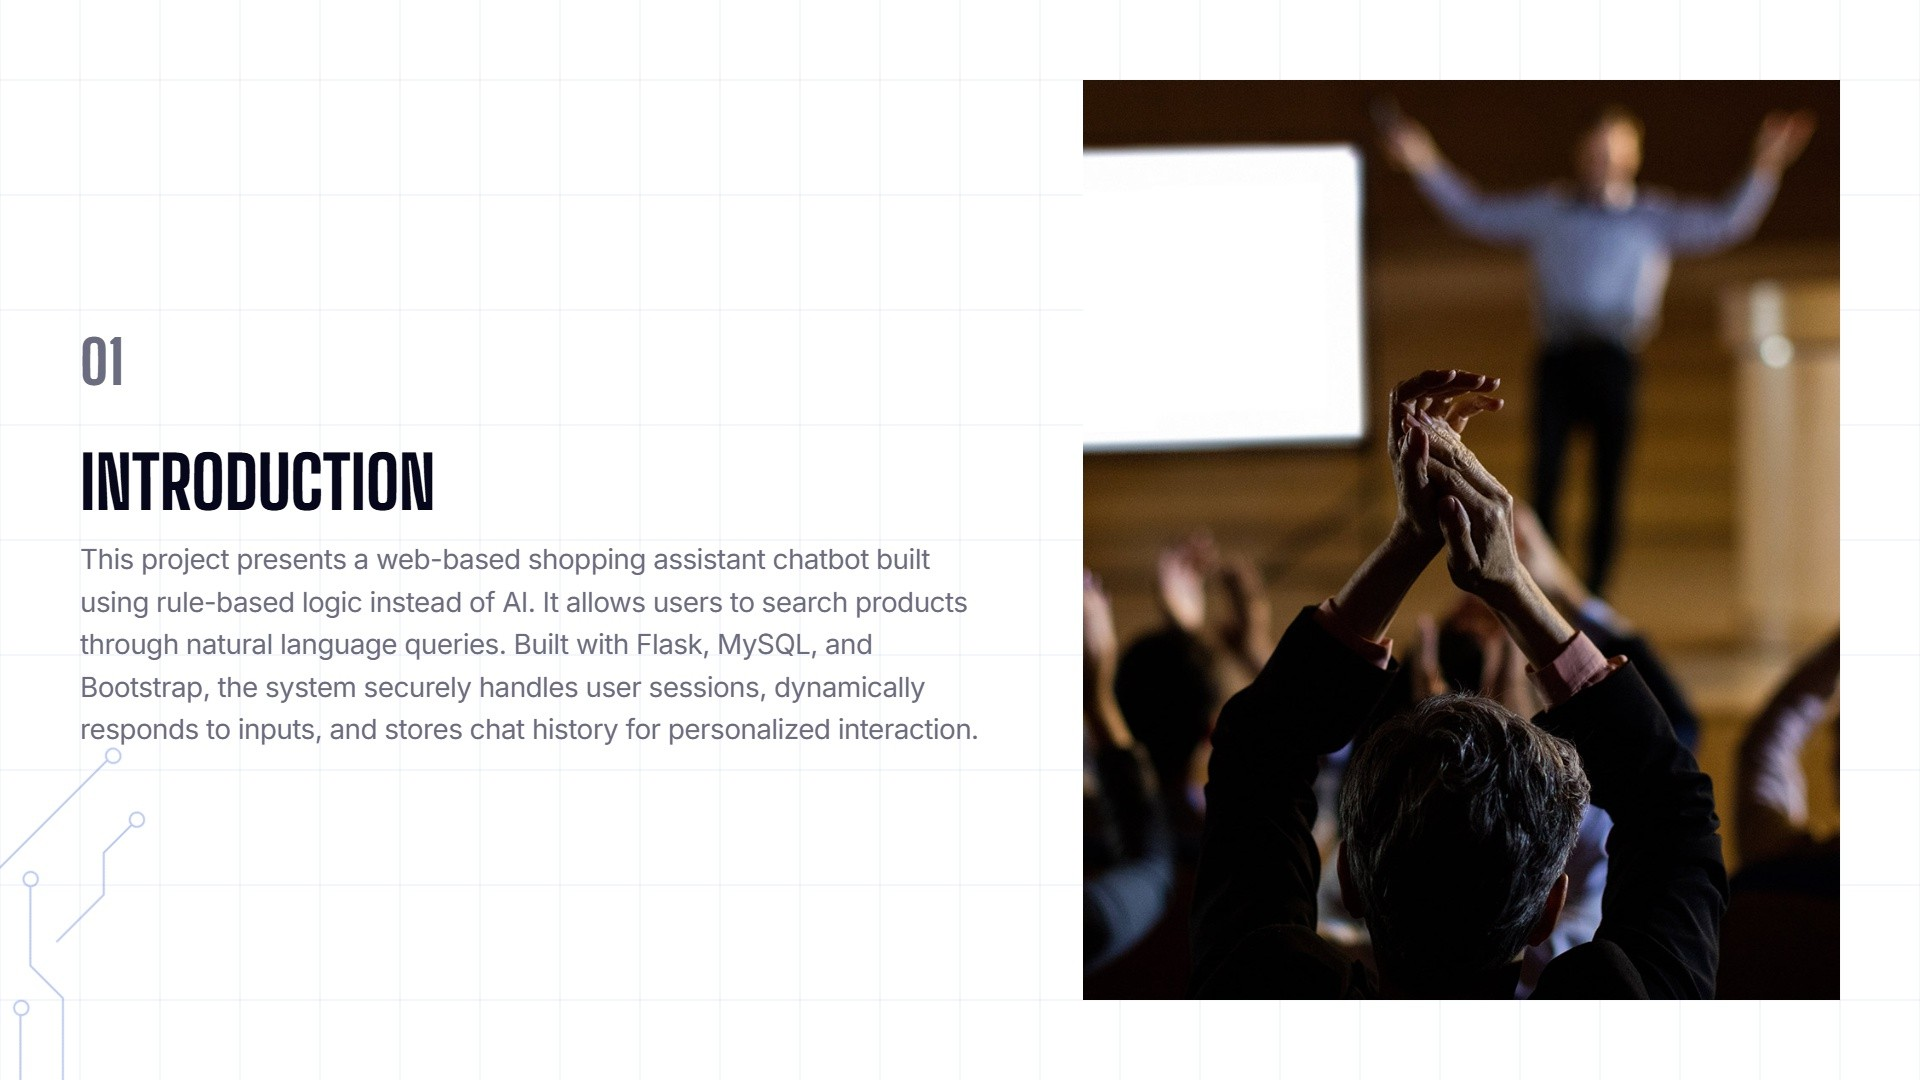 01
INTRODUCTION
This project presents a web-based shopping assistant chatbot built
using rule-based logic instead of AI. It allows users to search products
through natural language queries. Built with Flask, MySQL, and
Bootstrap, the system securely handles user sessions, dynamically
responds to inputs, and stores chat history for personalized interaction.